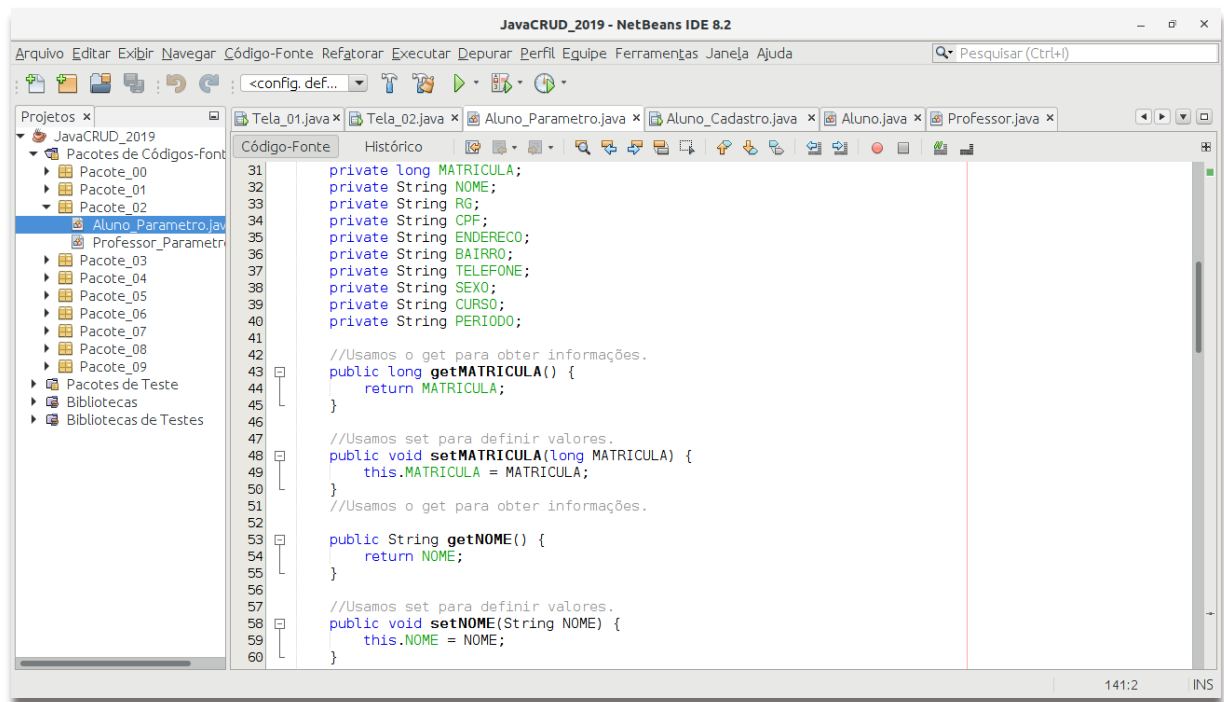 JavaCRUD_2019 - NetBeans IDE 8.2
Arquivo Editar Exibir Navegar Código-Fonte Refatorar Executar Depurar Perfil Equipe Ferramentas Janela Ajuda
Pesquisar (Ctrl+I)
<config. def...
Projetos
JavaCRUD_2019
Pacotes de Códigos-font
Pacote_00
Pacote_01
Pacote_02
Aluno_Parametro.jav
Professor_Parametr
Pacote_03
Pacote_04
Pacote_05
Pacote_06
Pacote_07
Pacote_08
Pacote_09
Pacotes de Teste
Bibliotecas
Bibliotecas de Testes
Tela_01.java Tela_02.java Aluno_Parametro.java Aluno_Cadastro.java Aluno.java Professor.java
Código-Fonte Histórico
31 private long MATRICULA;
32 private String NOME;
33 private String RG;
34 private String CPF;
35 private String ENDERECO;
36 private String BAIRRO;
37 private String TELEFONE;
38 private String SEXO;
39 private String CURSO;
40 private String PERIODO;
41
42 //Usamos o get para obter informações.
43 public long getMATRICULA() {
44 return MATRICULA;
45 }
46
47 //Usamos set para definir valores.
48 public void setMATRICULA(long MATRICULA) {
49 this.MATRICULA = MATRICULA;
50 }
51 //Usamos o get para obter informações.
52
53 public String getNOME() {
54 return NOME;
55 }
56
57 //Usamos set para definir valores.
58 public void setNOME(String NOME) {
59 this.NOME = NOME;
60 }
141:2 INS